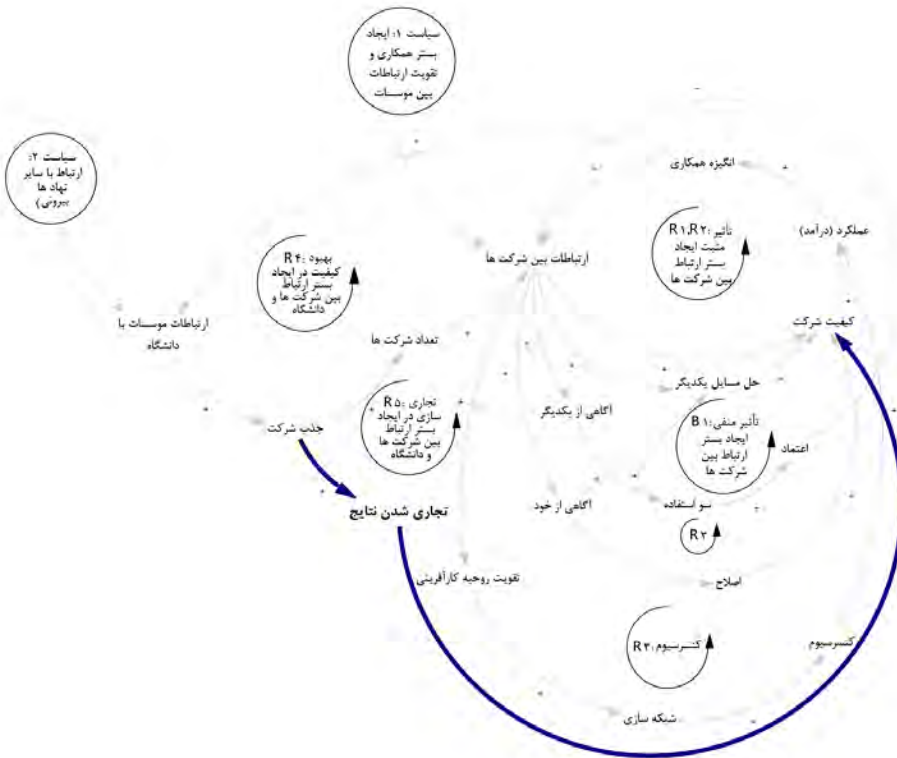 سیاست ۱: ایجاد
بستر همکاری و
تقویت ارتباطات
بین موسسات
سیاست ۲:
ارتباط با سایر
نهاد ها
بیرونی)
انگیزه همکاری
عملکرد (درآمد)
R۱,R۲: تأثیر
مثبت ایجاد
بستر ارتباط
بین شرکت ها
ارتباطات بین شرکت ها
R۴: بهبود
کیفیت در ایجاد
بستر ارتباط
بین شرکت ها و
دانشگاه
کیفیت شرکت
ارتباطات موسسات با
دانشگاه
تعداد شرکت ها
حل مسایل یکدیگر
آگاهی از یکدیگر
R۵: تجاری
سازی در ایجاد
بستر ارتباط
بین شرکت ها
و دانشگاه
B۱: تأثیر منفی
ایجاد بستر
ارتباط بین
شرکت ها
اعتماد
جذب شرکت
سو استفاده
آگاهی از خود
تجاری شدن نتایج
R۳
اصلاح
تقویت روحیه کارآفرینی
R۳: کنسرسیوم
کنسرسیوم
شبکه سازی